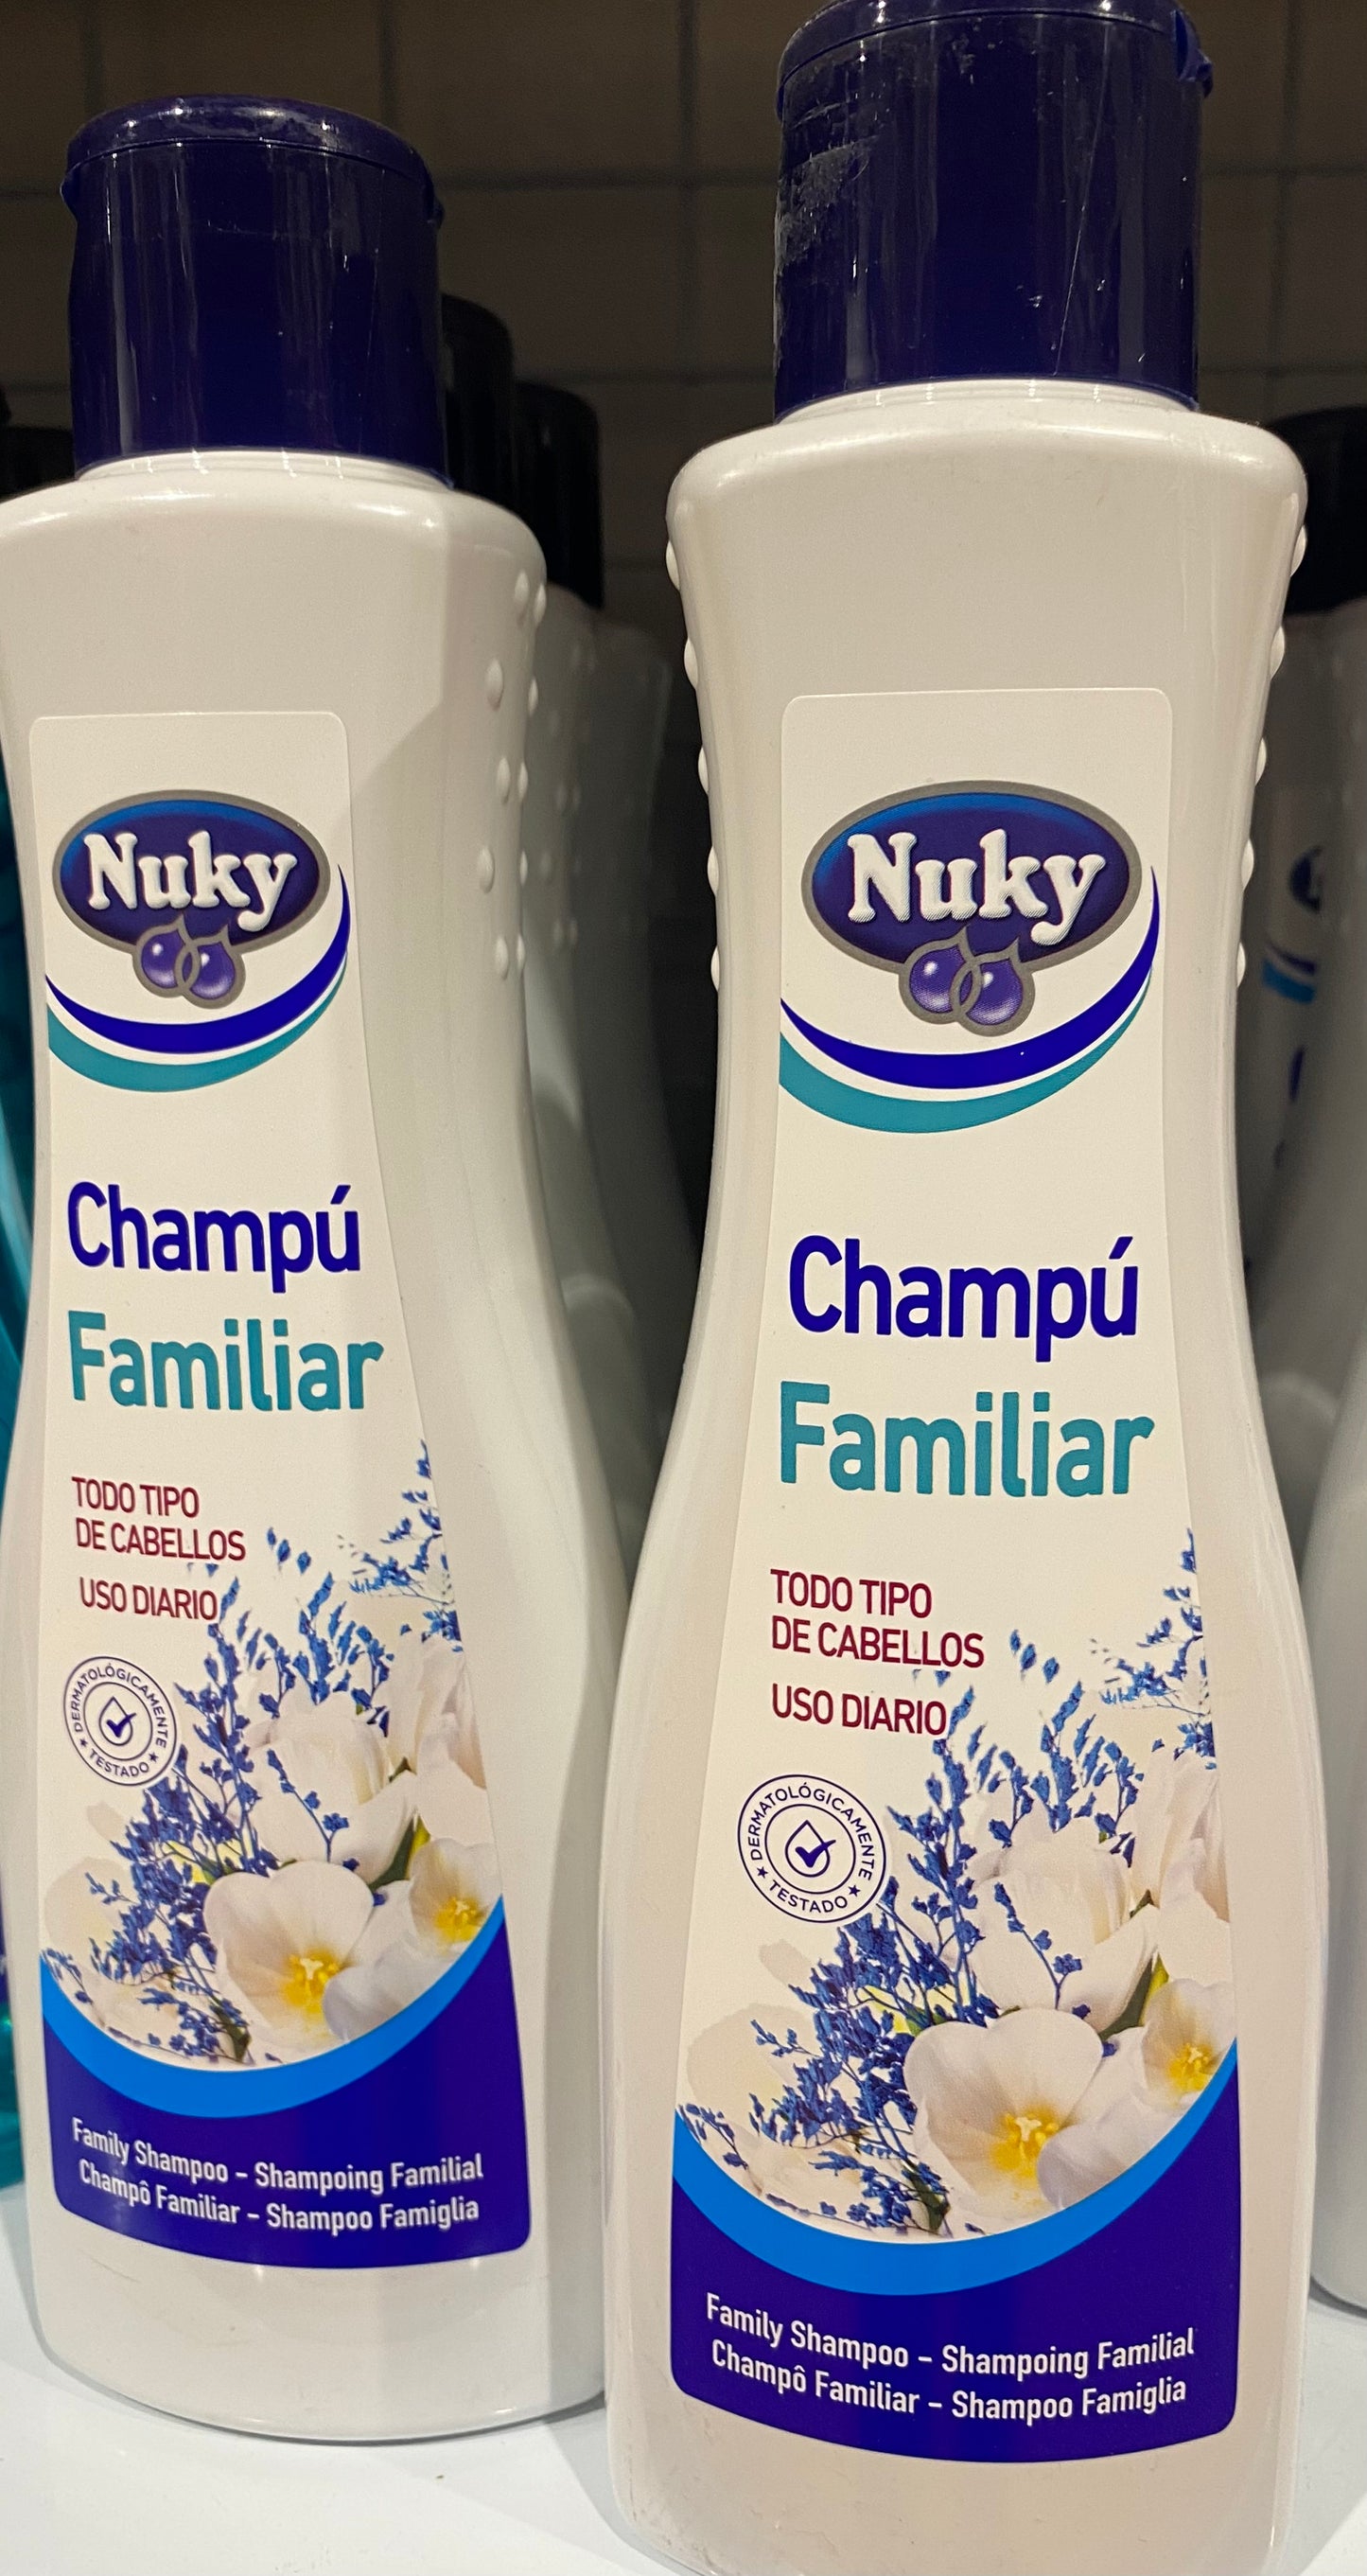 Nuky
Champú
Familiar
TODO TIPO
DE CABELLOS
USO DIARIO
DERMATOLÓGICAMENTE
★ TESTADO ★
Family Shampoo – Shampoing Familial
Champô Familiar – Shampoo Famiglia
Nuky
Champú
Familiar
TODO TIPO
DE CABELLOS
USO DIARIO
DERMATOLÓGICAMENTE
★ TESTADO ★
Family Shampoo – Shampoing Familial
Champô Familiar – Shampoo Famiglia